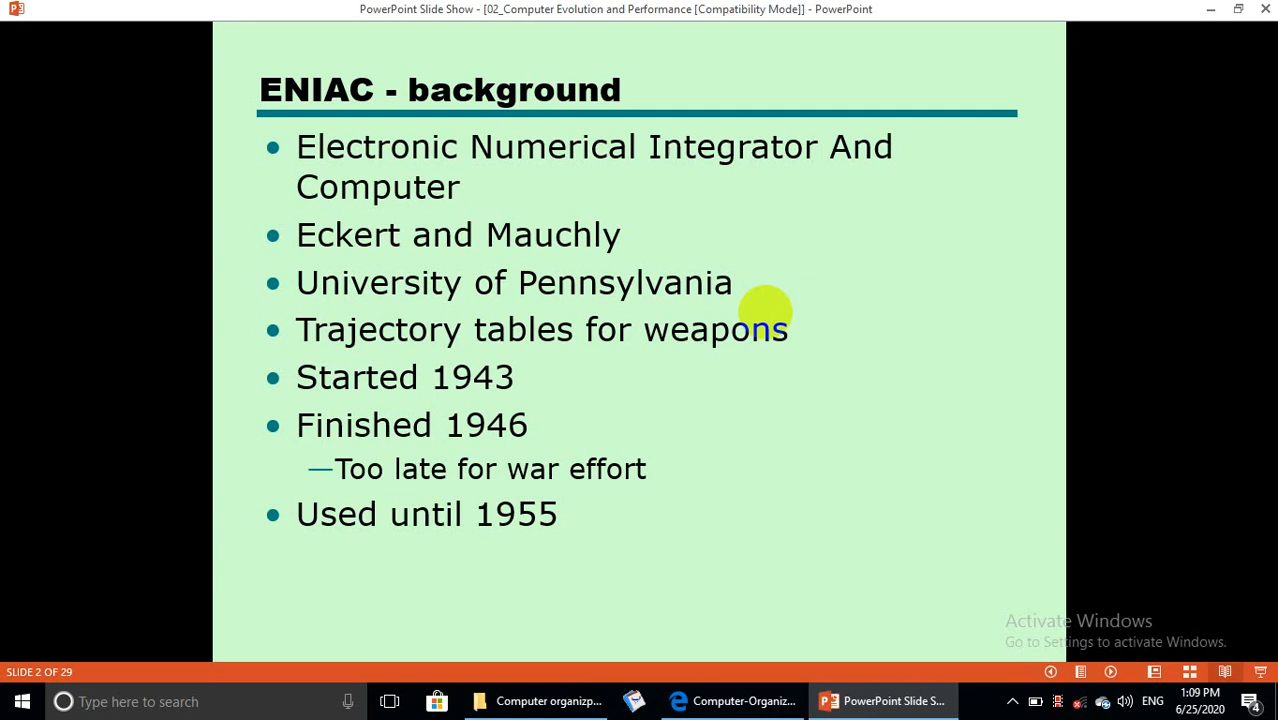 PowerPoint Slide Show - [02_Computer Evolution and Performance [Compatibility Mode]] - PowerPoint
ENIAC - background
Electronic Numerical Integrator And
Computer
Eckert and Mauchly
University of Pennsylvania
Trajectory tables for weapons
Started 1943
Finished 1946
—Too late for war effort
Used until 1955
Activate Windows
Go to Settings to activate Windows.
SLIDE 2 OF 29
Type here to search
Computer organizp...
Computer-Organiz...
PowerPoint Slide S...
ENG
1:09 PM
6/25/2020
4